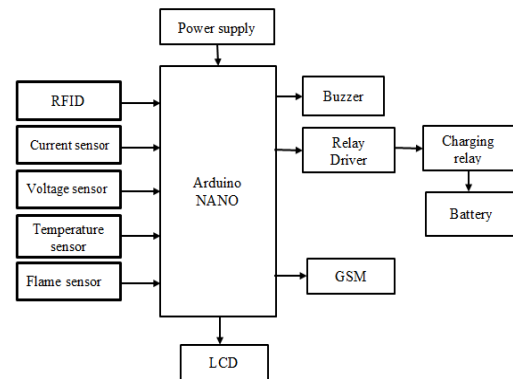 Power supply
RFID
Current sensor
Voltage sensor
Temperature
sensor
Flame sensor
Arduino
NANO
Buzzer
Relay
Driver
Charging
relay
Battery
GSM
LCD